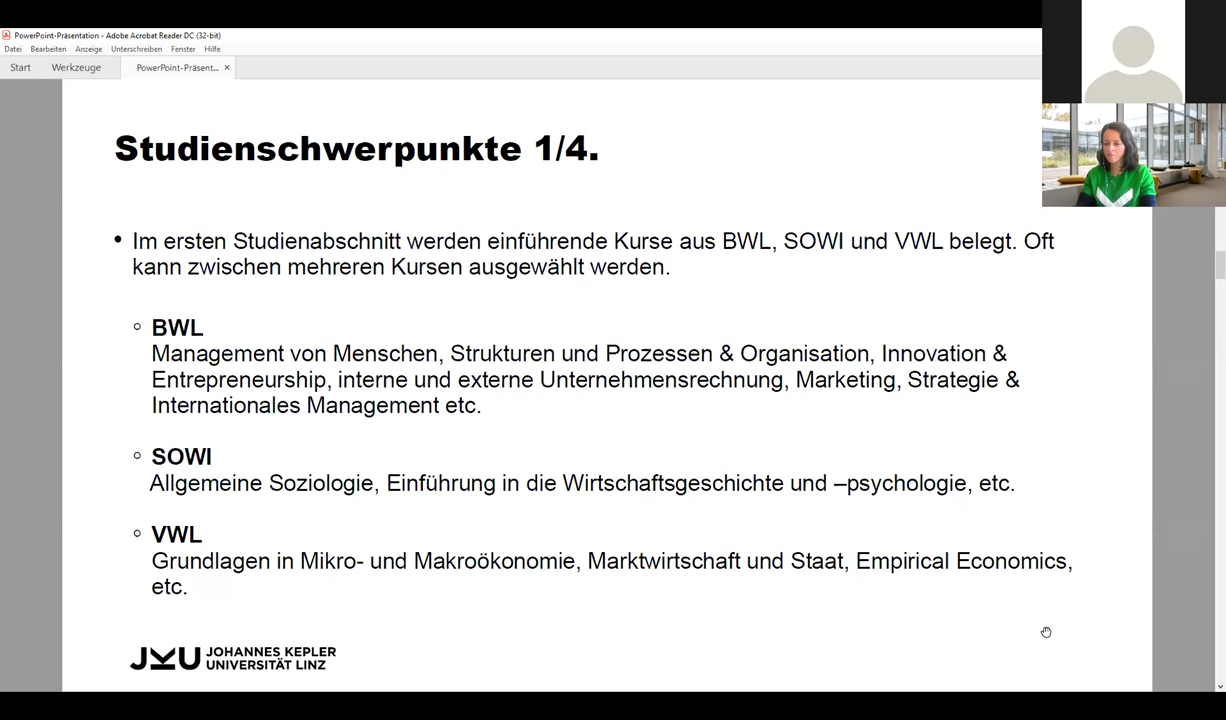 PowerPoint-Präsentation - Adobe Acrobat Reader DC (32-bit)
Datei Bearbeiten Anzeige Unterschreiben Fenster Hilfe
Start Werkzeuge PowerPoint-Präsent... ×
Studienschwerpunkte 1/4.
• Im ersten Studienabschnitt werden einführende Kurse aus BWL, SOWI und VWL belegt. Oft
kann zwischen mehreren Kursen ausgewählt werden.
○ BWL
Management von Menschen, Strukturen und Prozessen & Organisation, Innovation &
Entrepreneurship, interne und externe Unternehmensrechnung, Marketing, Strategie &
Internationales Management etc.
○ SOWI
Allgemeine Soziologie, Einführung in die Wirtschaftsgeschichte und –psychologie, etc.
○ VWL
Grundlagen in Mikro- und Makroökonomie, Marktwirtschaft und Staat, Empirical Economics,
etc.
JKU JOHANNES KEPLER
UNIVERSITÄT LINZ